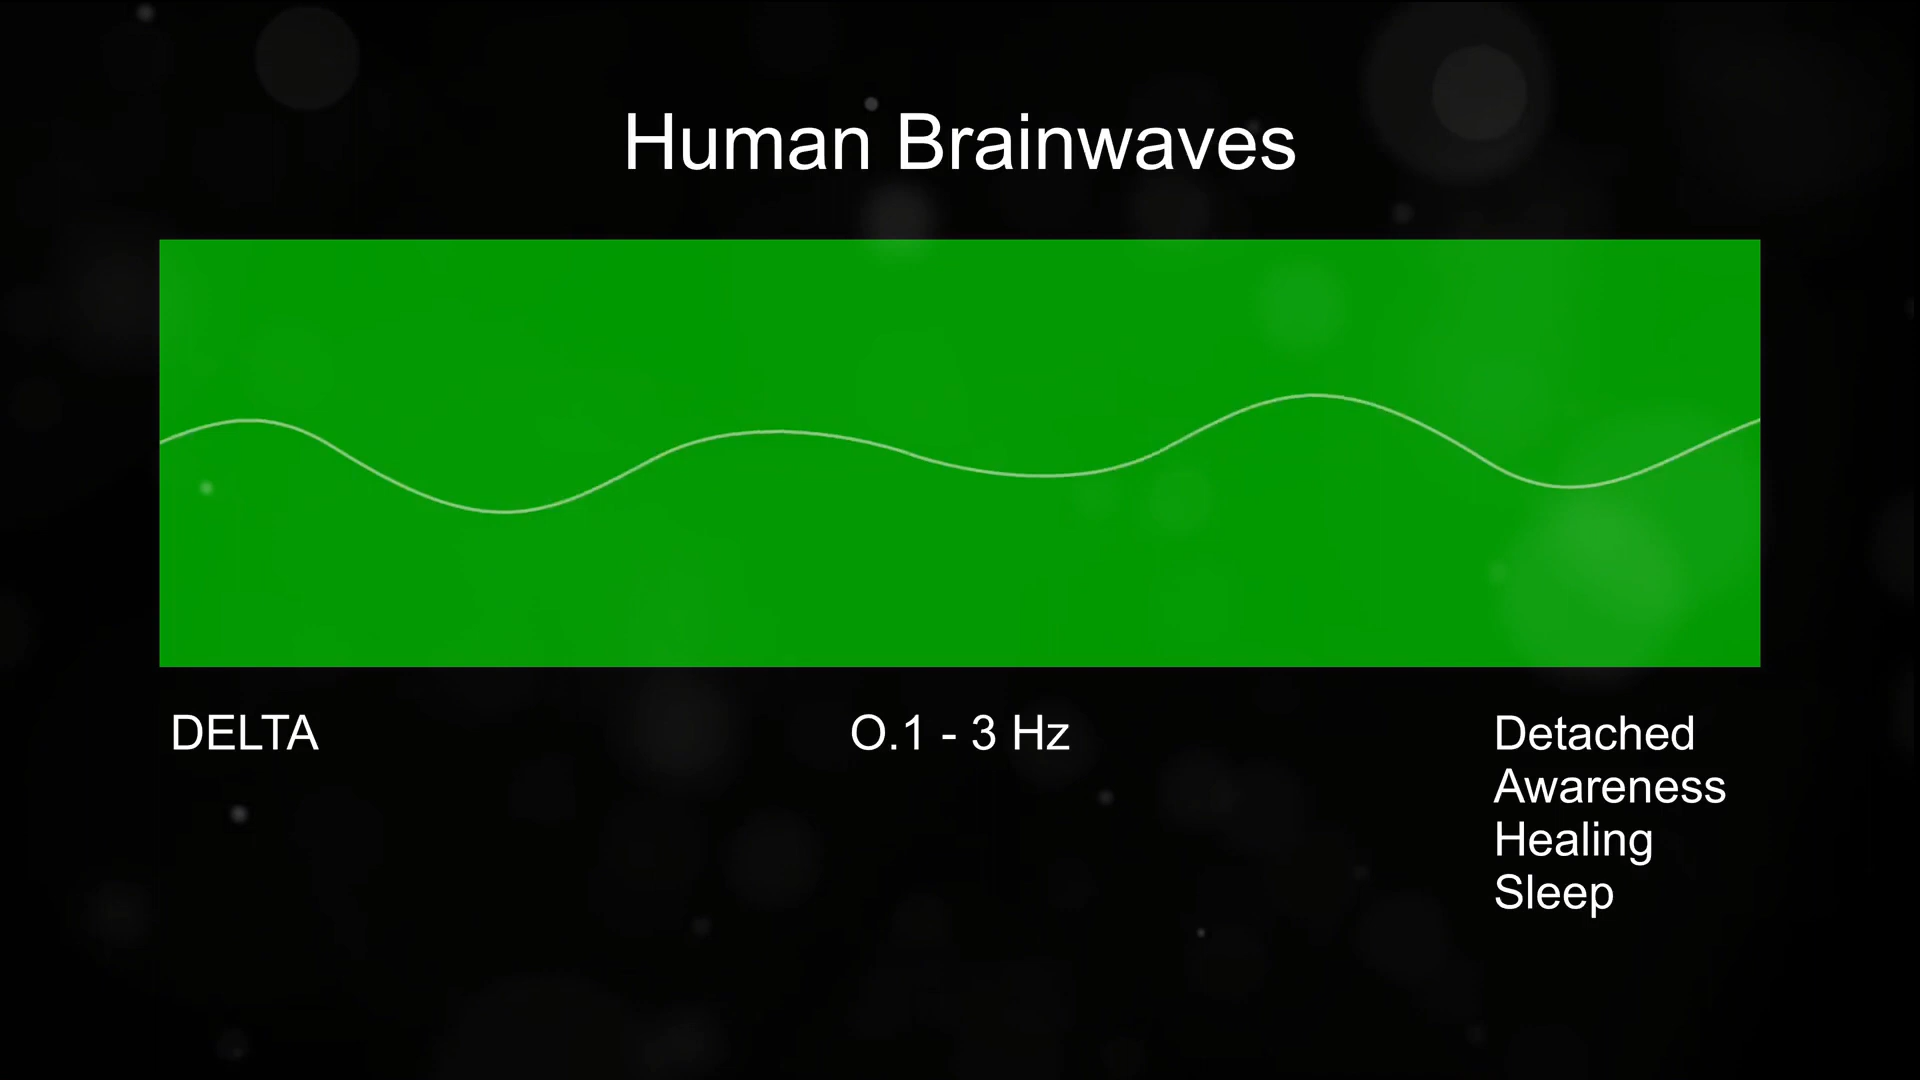 Human Brainwaves
DELTA
O.1 - 3 Hz
Detached
Awareness
Healing
Sleep